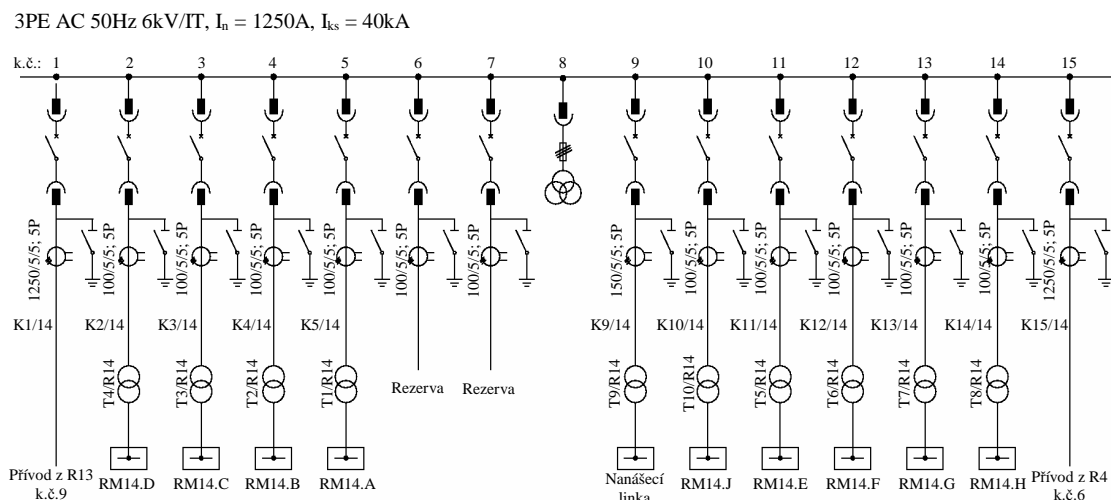 3PE AC 50Hz 6kV/IT, In = 1250A, Iks = 40kA
k.č.: 1 2 3 4 5 6 7 8 9 10 11 12 13 14 15
1250/5/5; 5P 100/5/5; 5P 100/5/5; 5P 100/5/5; 5P 100/5/5; 5P 100/5/5; 5P 100/5/5; 5P 150/5/5; 5P 100/5/5; 5P 100/5/5; 5P 100/5/5; 5P 100/5/5; 5P 100/5/5; 5P 1250/5/5; 5P
K1/14 K2/14 K3/14 K4/14 K5/14 K9/14 K10/14 K11/14 K12/14 K13/14 K14/14 K15/14
T4/R14 T3/R14 T2/R14 T1/R14 Rezerva Rezerva T9/R14 T10/R14 T5/R14 T6/R14 T7/R14 T8/R14
Přívod z R13 RM14.D RM14.C RM14.B RM14.A Nanášecí RM14.J RM14.E RM14.F RM14.G RM14.H Přívod z R4
k.č.9 linka k.č.6